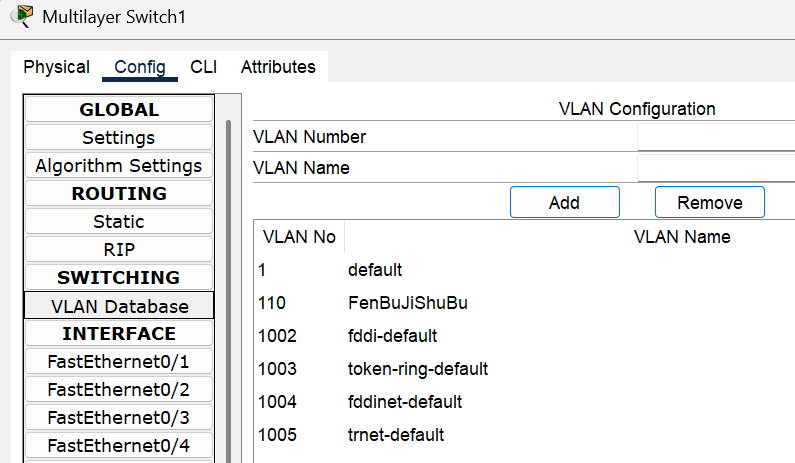 Multilayer Switch1
Physical Config CLI Attributes
GLOBAL
Settings
Algorithm Settings
ROUTING
Static
RIP
SWITCHING
VLAN Database
INTERFACE
FastEthernet0/1
FastEthernet0/2
FastEthernet0/3
FastEthernet0/4
VLAN Configuration
VLAN Number
VLAN Name
Add Remove
VLAN No VLAN Name
1 default
110 FenBuJiShuBu
1002 fddi-default
1003 token-ring-default
1004 fddinet-default
1005 trnet-default